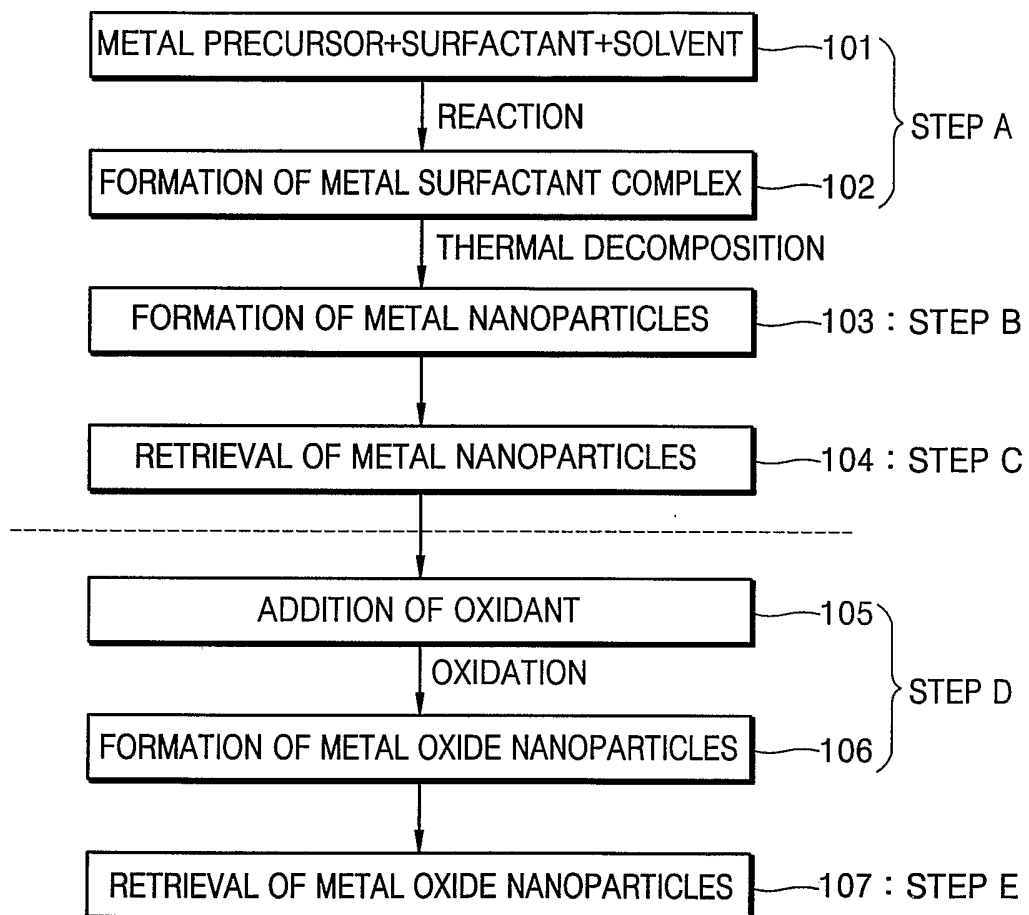 METAL PRECURSOR+SURFACTANT+SOLVENT 101
REACTION
STEP A
FORMATION OF METAL SURFACTANT COMPLEX 102
THERMAL DECOMPOSITION
FORMATION OF METAL NANOPARTICLES 103 : STEP B
RETRIEVAL OF METAL NANOPARTICLES 104 : STEP C
ADDITION OF OXIDANT 105
OXIDATION
STEP D
FORMATION OF METAL OXIDE NANOPARTICLES 106
RETRIEVAL OF METAL OXIDE NANOPARTICLES 107 : STEP E